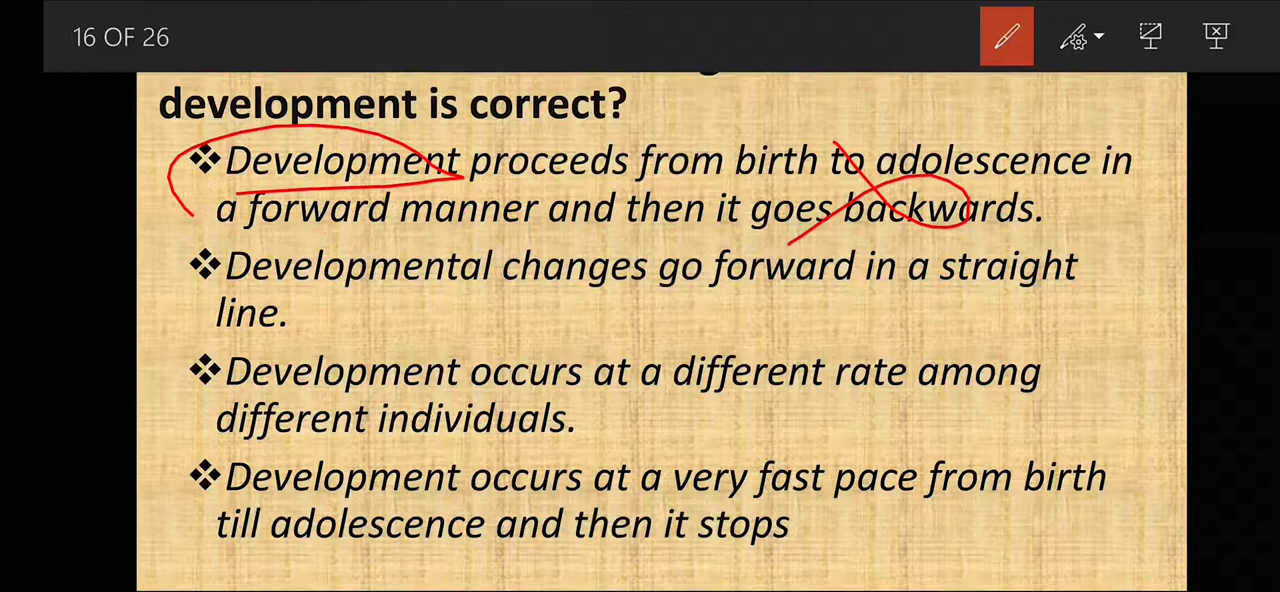 16 OF 26
development is correct?
❖Development proceeds from birth to adolescence in
a forward manner and then it goes backwards.
❖Developmental changes go forward in a straight
line.
❖Development occurs at a different rate among
different individuals.
❖Development occurs at a very fast pace from birth
till adolescence and then it stops